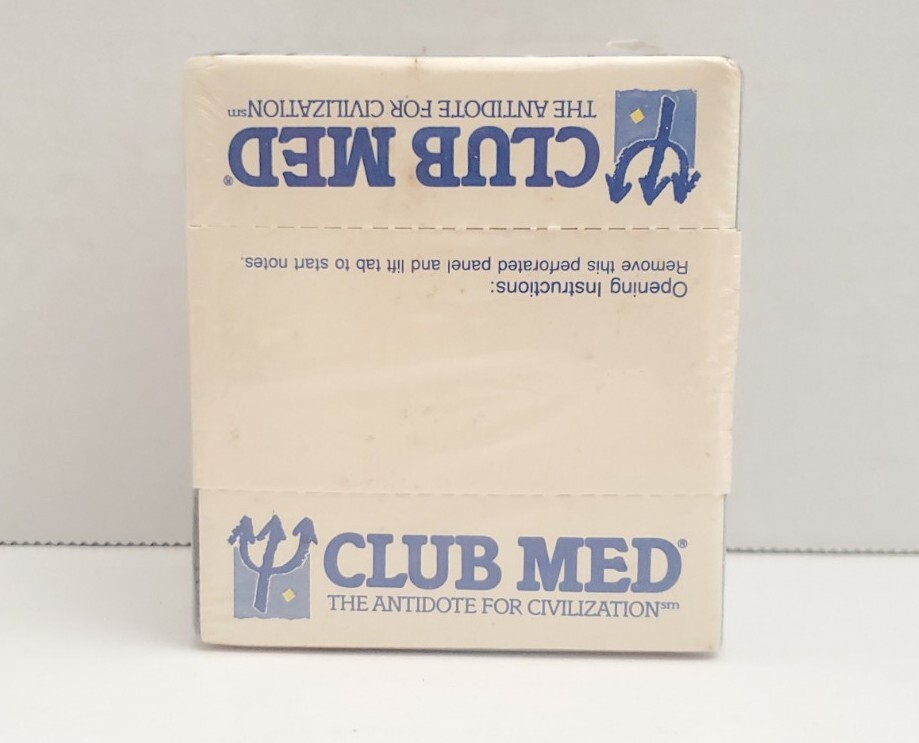 THE ANTIDOTE FOR CIVILIZATION℠
CLUB MED®
Opening Instructions:
Remove this perforated panel and lift tab to start notes.
CLUB MED®
THE ANTIDOTE FOR CIVILIZATION℠